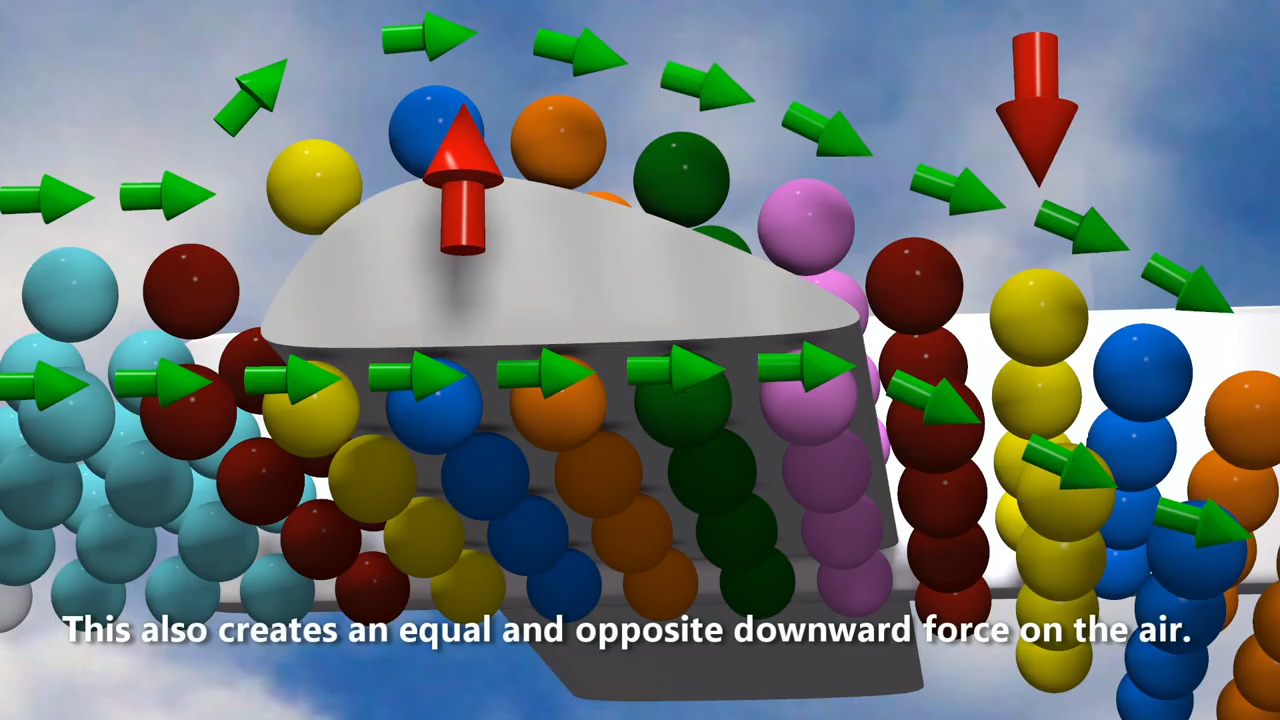 This also creates an equal and opposite downward force on the air.